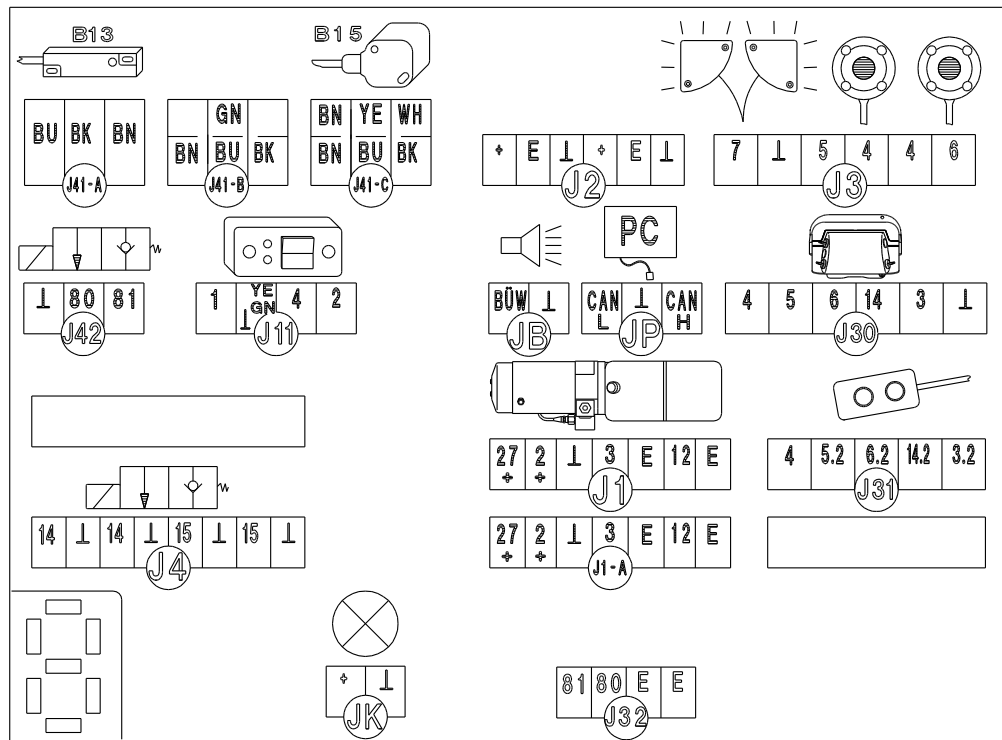 B13
B15
BU BK BN
J41-A
GN
BN BU BK
J41-B
BN YE WH
BN BU BK
J41-C
+ E ⊥ + E ⊥
J2
7 ⊥ 5 4 4 6
J3
⊥ 80 81
J42
1 ⊥ YE GN 4 2
J11
BÜW ⊥
JB
PC
CAN L ⊥ CAN H
JP
4 5 6 14 3 ⊥
J30
27 + 2 + ⊥ 3 E 12 E
J1
4 5.2 6.2 14.2 3.2
J31
14 ⊥ 14 ⊥ 15 ⊥ 15 ⊥
J4
27 + 2 + ⊥ 3 E 12 E
J1-A
+ ⊥
JK
81 80 E E
J32